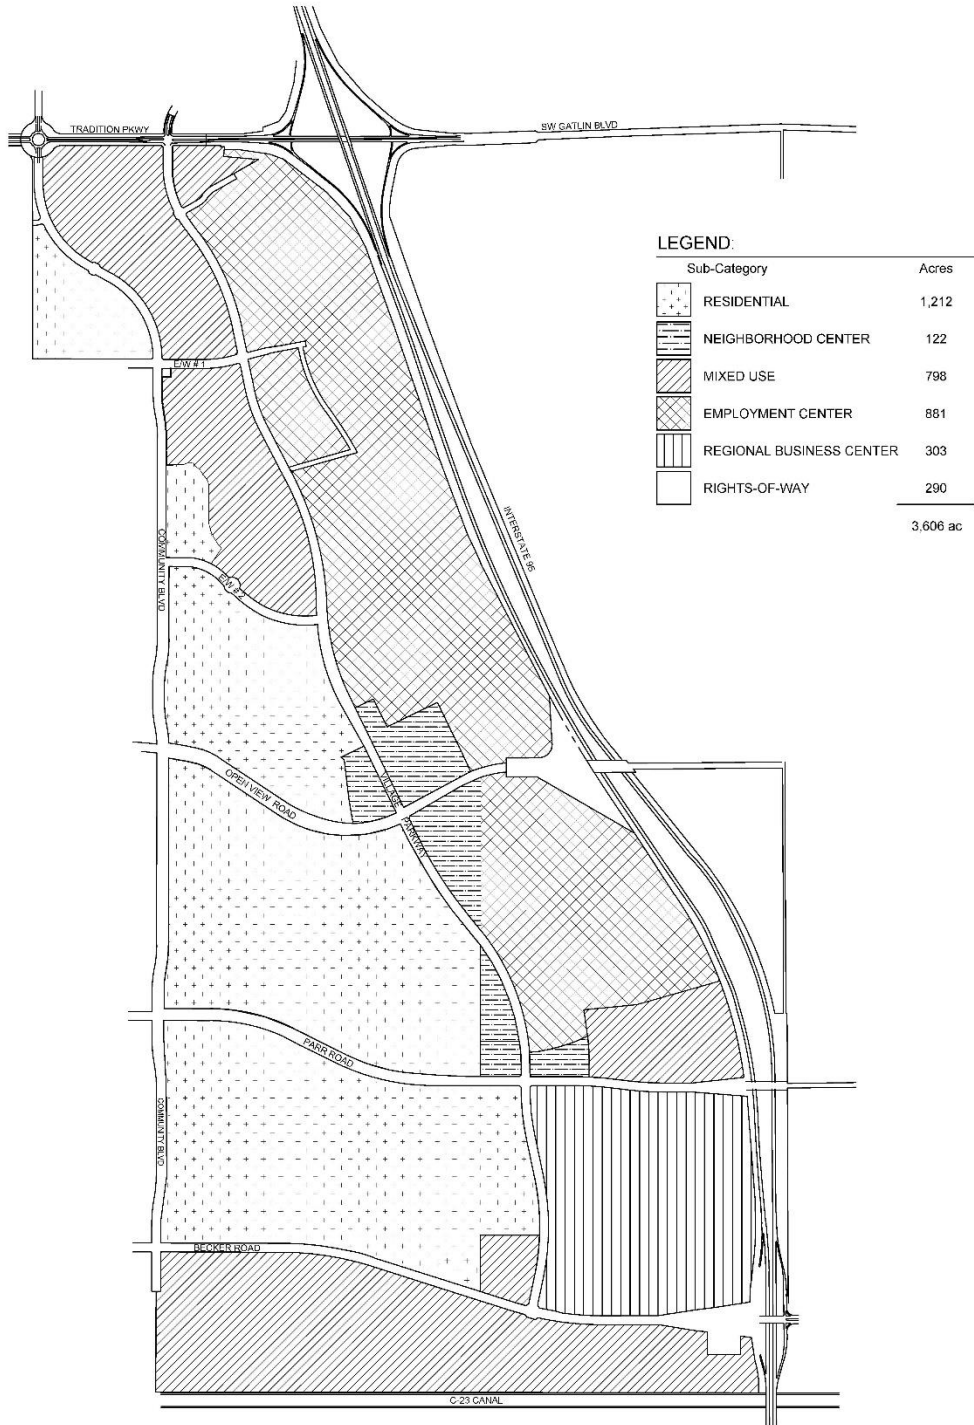 TRADITION PKWY
SW GATLIN BLVD
LEGEND:
Sub-Category Acres
RESIDENTIAL 1,212
NEIGHBORHOOD CENTER 122
MIXED USE 798
EMPLOYMENT CENTER 881
REGIONAL BUSINESS CENTER 303
RIGHTS-OF-WAY 290
3,606 ac
E/W # 1
INTERSTATE 95
COMMUNITY BLVD
E/W # 2
OPEN VIEW ROAD
VILLAGE PARKWAY
PARR ROAD
COMMUNITY BLVD
BECKER ROAD
C-23 CANAL